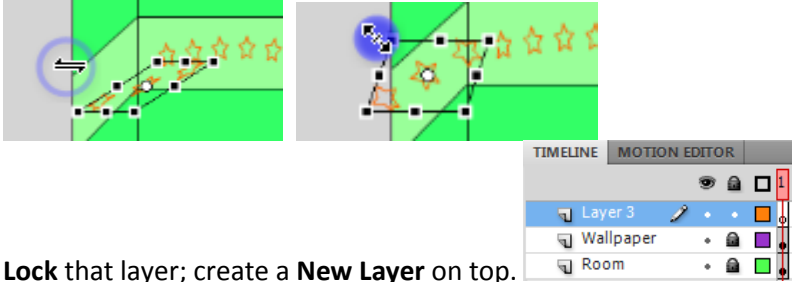 TIMELINE MOTION EDITOR
1
Layer 3
Wallpaper
Room
Lock that layer; create a New Layer on top.